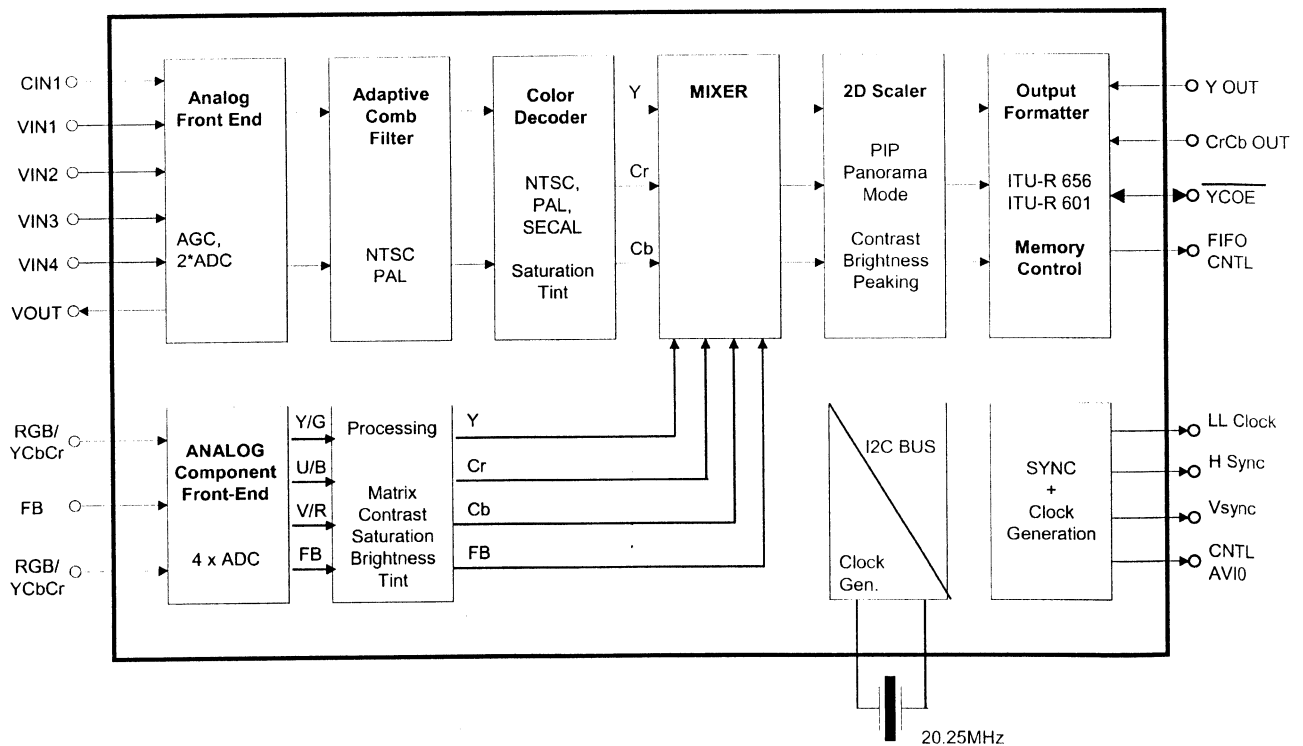 CIN1
VIN1
VIN2
VIN3
VIN4
VOUT
Analog
Front End
AGC,
2*ADC
Adaptive
Comb
Filter
NTSC
PAL
Color
Decoder
NTSC,
PAL,
SECAL
Saturation
Tint
Y
Cr
Cb
MIXER
2D Scaler
PIP
Panorama
Mode
Contrast
Brightness
Peaking
Output
Formatter
ITU-R 656
ITU-R 601
Memory
Control
Y OUT
CrCb OUT
YCOE
FIFO
CNTL
RGB/
YCbCr
FB
RGB/
YCbCr
ANALOG
Component
Front-End
4 x ADC
Y/G
U/B
V/R
FB
Processing
Matrix
Contrast
Saturation
Brightness
Tint
Y
Cr
Cb
FB
I2C BUS
Clock
Gen.
SYNC
+
Clock
Generation
LL Clock
H Sync
Vsync
CNTL
AVI0
20.25MHz